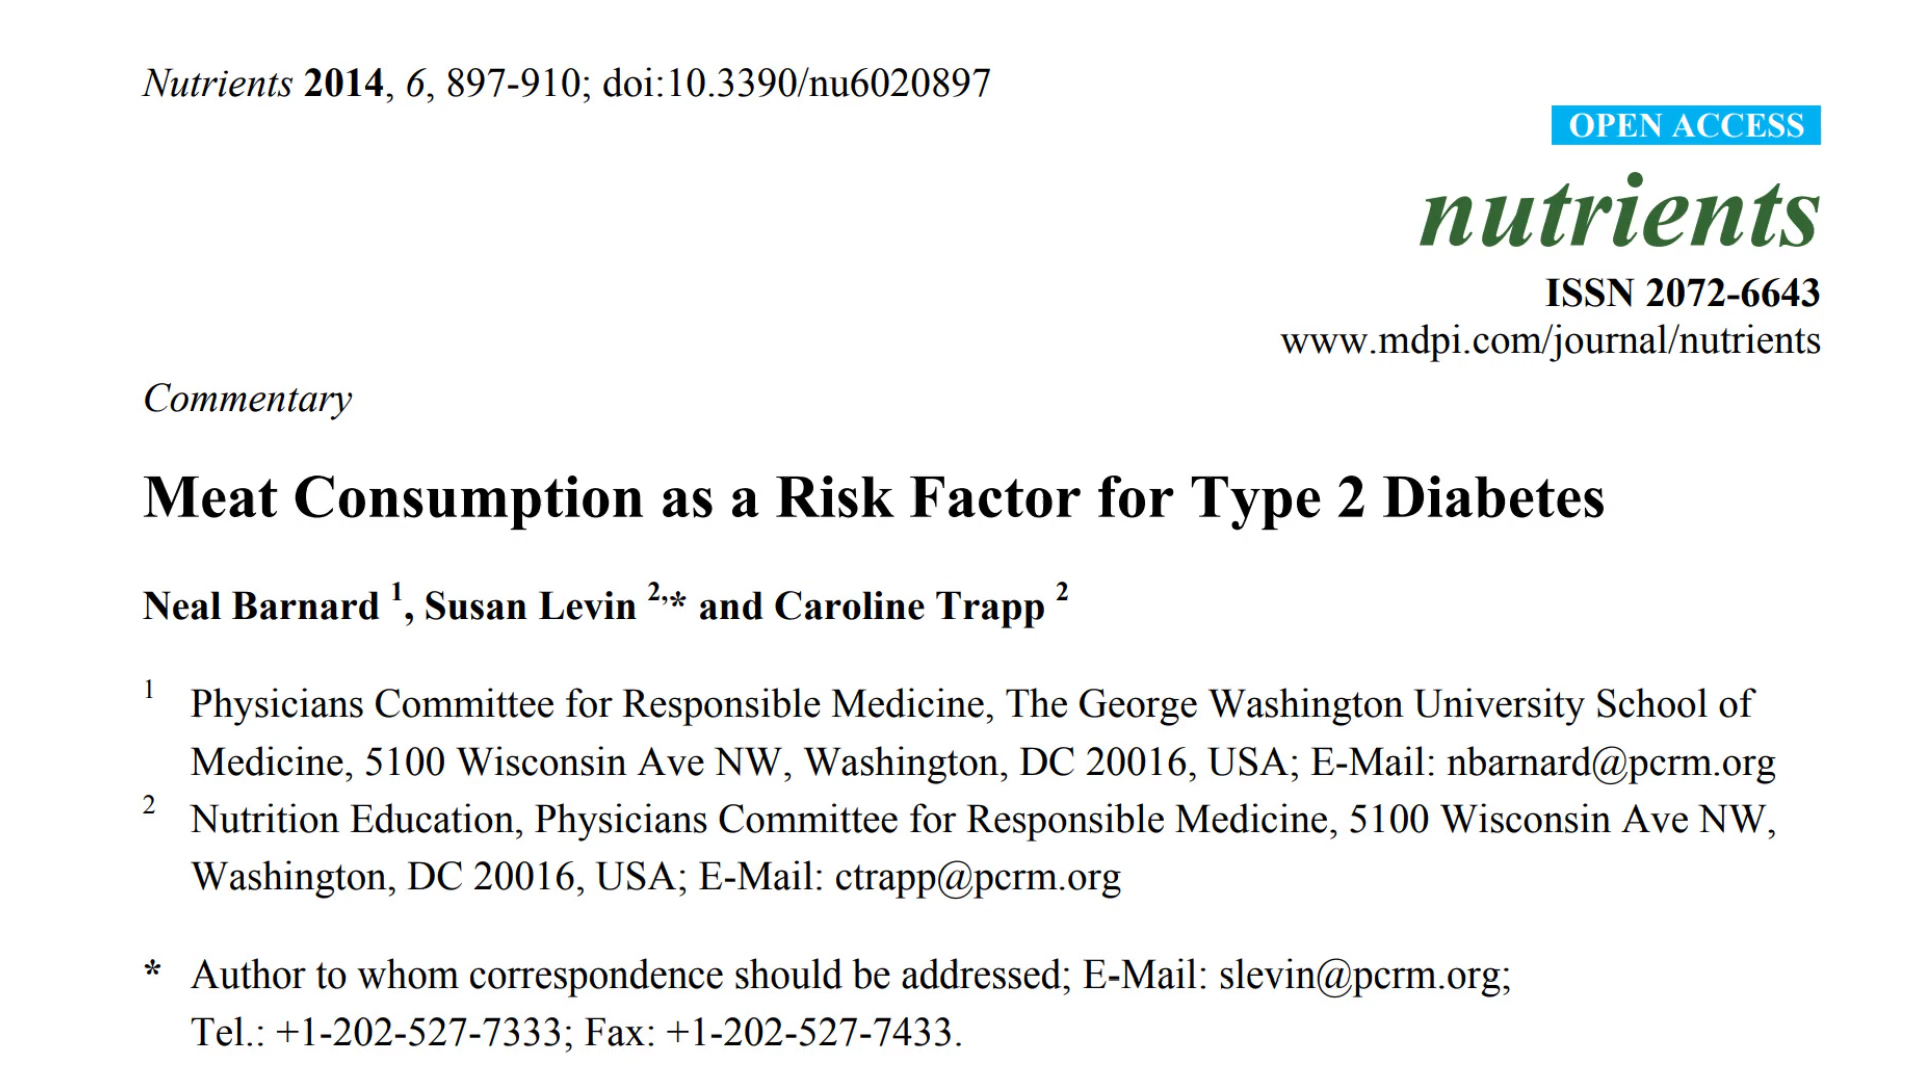 Nutrients 2014, 6, 897-910; doi:10.3390/nu6020897
OPEN ACCESS
nutrients
ISSN 2072-6643
www.mdpi.com/journal/nutrients
Commentary
Meat Consumption as a Risk Factor for Type 2 Diabetes
Neal Barnard 1, Susan Levin 2,* and Caroline Trapp 2
1 Physicians Committee for Responsible Medicine, The George Washington University School of
Medicine, 5100 Wisconsin Ave NW, Washington, DC 20016, USA; E-Mail: nbarnard@pcrm.org
2 Nutrition Education, Physicians Committee for Responsible Medicine, 5100 Wisconsin Ave NW,
Washington, DC 20016, USA; E-Mail: ctrapp@pcrm.org
* Author to whom correspondence should be addressed; E-Mail: slevin@pcrm.org;
Tel.: +1-202-527-7333; Fax: +1-202-527-7433.